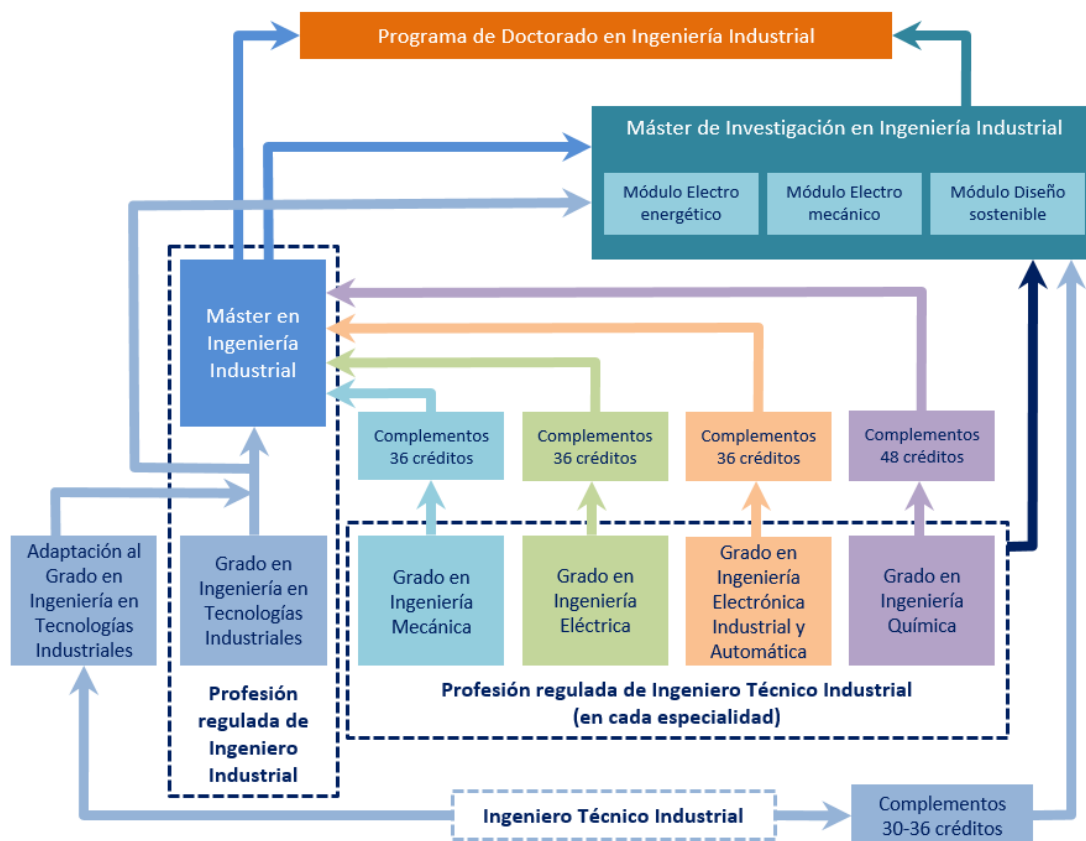 Programa de Doctorado en Ingeniería Industrial
Máster de Investigación en Ingeniería Industrial
Módulo Electro
energético
Módulo Electro
mecánico
Módulo Diseño
sostenible
Máster en
Ingeniería
Industrial
Complementos
36 créditos
Complementos
36 créditos
Complementos
36 créditos
Complementos
48 créditos
Adaptación al
Grado en
Ingeniería en
Tecnologías
Industriales
Grado en
Ingeniería en
Tecnologías
Industriales
Grado en
Ingeniería
Mecánica
Grado en
Ingeniería
Eléctrica
Grado en
Ingeniería
Electrónica
Industrial y
Automática
Grado en
Ingeniería
Química
Profesión
regulada de
Ingeniero
Industrial
Profesión regulada de Ingeniero Técnico Industrial
(en cada especialidad)
Ingeniero Técnico Industrial
Complementos
30-36 créditos